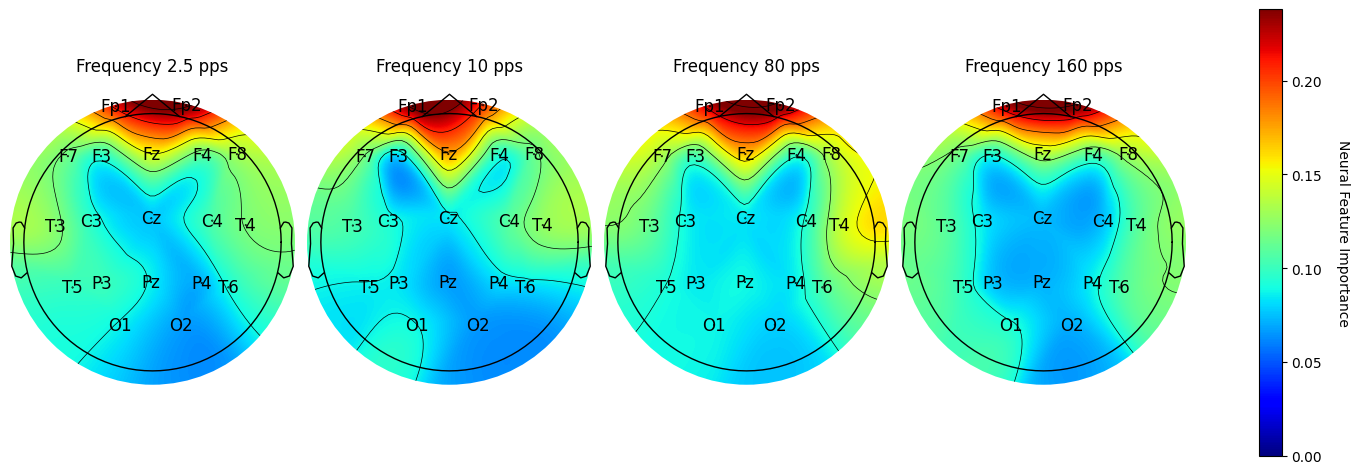 Frequency 2.5 pps
Fp1 Fp2
F7 F3 Fz F4 F8
T3 C3 Cz C4 T4
T5 P3 Pz P4 T6
O1 O2
Frequency 10 pps
Fp1 Fp2
F7 F3 Fz F4 F8
T3 C3 Cz C4 T4
T5 P3 Pz P4 T6
O1 O2
Frequency 80 pps
Fp1 Fp2
F7 F3 Fz F4 F8
T3 C3 Cz C4 T4
T5 P3 Pz P4 T6
O1 O2
Frequency 160 pps
Fp1 Fp2
F7 F3 Fz F4 F8
T3 C3 Cz C4 T4
T5 P3 Pz P4 T6
O1 O2
0.20
0.15
0.10
0.05
0.00
Neural Feature Importance